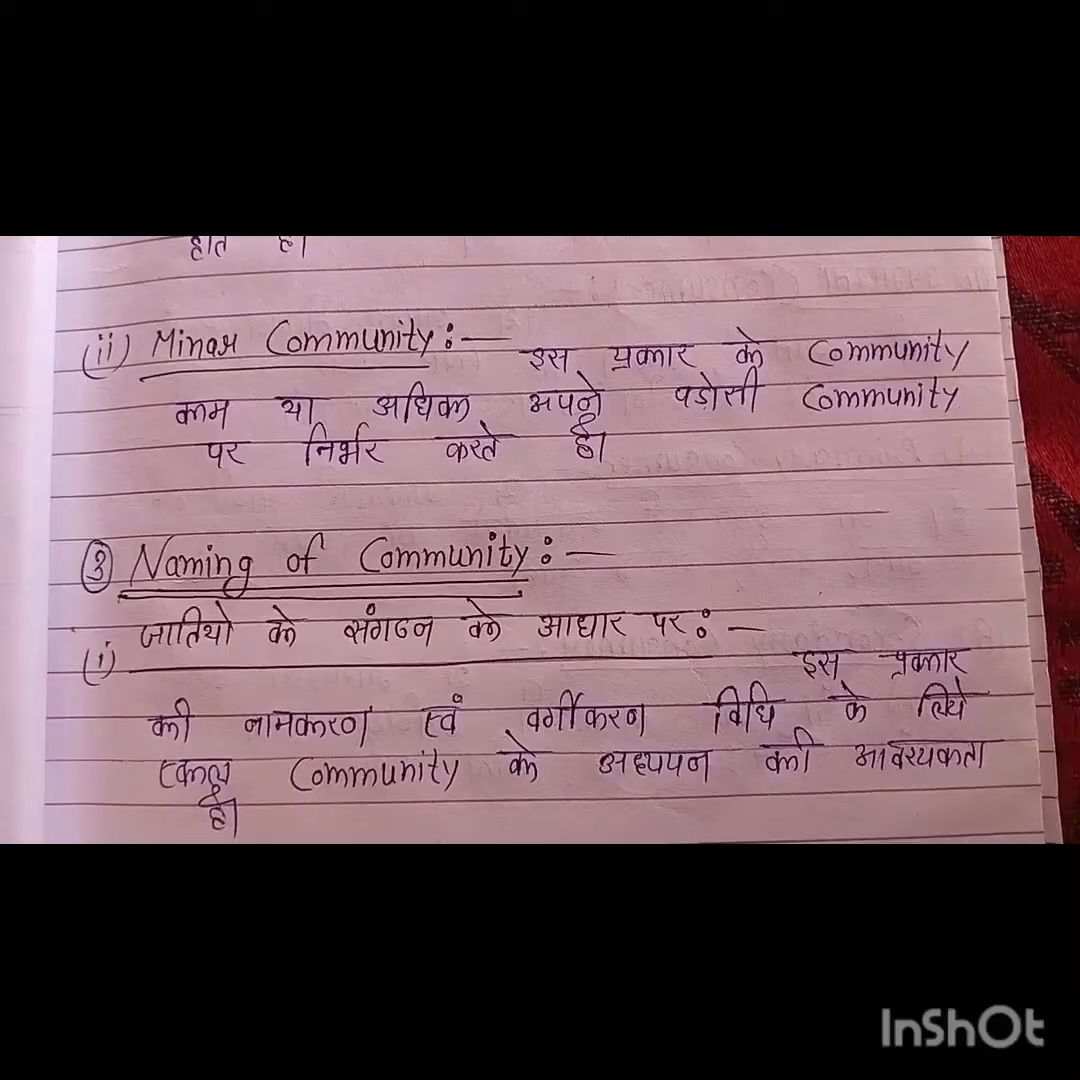 होते है।
(ii) Minar Community :—
इस प्रकार के Community
कम या अधिक अपने पडोसी Community
पर निर्भर करते है।
③ Naming of Community :—
(i) जातियो के संगठन के आधार पर :—
इस प्रकार
की नामकरण एवं वर्गीकरण विधि के लिये
एकल Community के अध्ययन की आवश्यकता
है।
InShOt